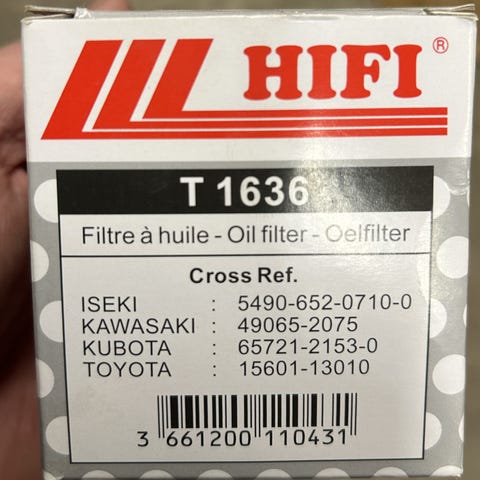 HIFI®
T 1636
Filtre à huile - Oil filter - Oelfilter
Cross Ref.
ISEKI : 5490-652-0710-0
KAWASAKI : 49065-2075
KUBOTA : 65721-2153-0
TOYOTA : 15601-13010
3 661200 110431